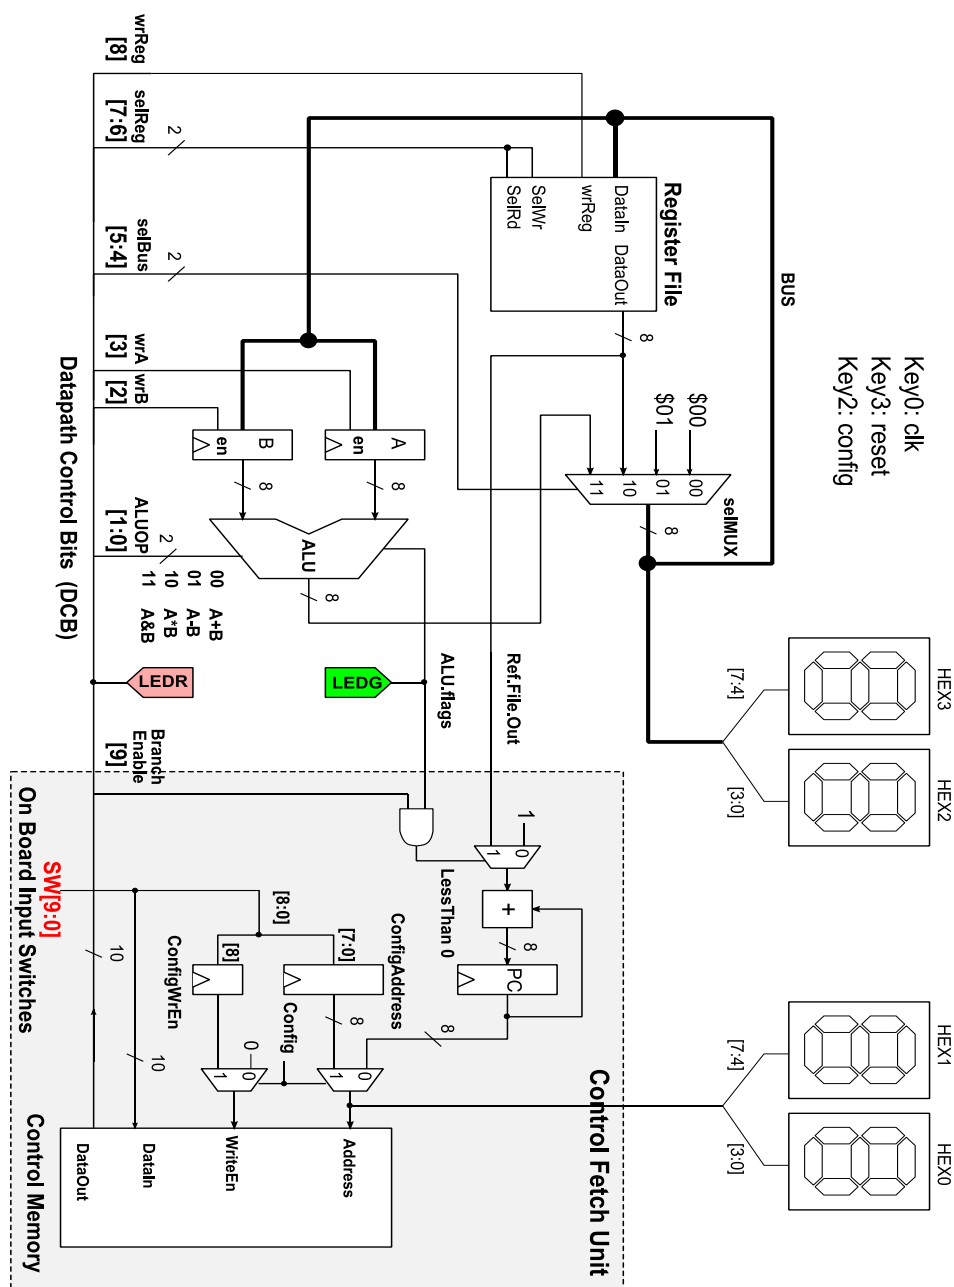 Key0: clk
Key3: reset
Key2: config
HEX3
HEX2
HEX1
HEX0
[7:4]
[3:0]
[7:4]
[3:0]
BUS
Register File
DataIn
DataOut
wrReg
SelWr
SelRd
8
$00
$01
00
01
10
11
selMUX
8
Ref.File.Out
A
en
B
en
8
8
ALU
8
00 A+B
01 A-B
10 A*B
11 A&B
ALU.flags
LEDG
LEDR
wrReg
[8]
selReg
[7:6]
2
selBus
[5:4]
2
wrA
[3]
wrB
[2]
ALUOP
[1:0]
2
Branch
Enable
[9]
Datapath Control Bits (DCB)
Control Fetch Unit
1
0
1
LessThan 0
+
8
PC
8
ConfigAddress
[7:0]
[8:0]
[8]
ConfigWrEn
8
Config
0
0
1
0
1
Address
WriteEn
DataIn
DataOut
Control Memory
10
10
SW[9:0]
On Board Input Switches